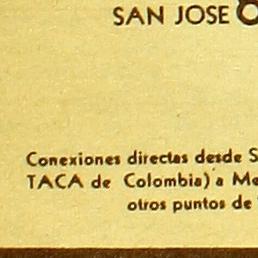 SAN JOSE
Conexiones directas desde
TACA de Colombia) a
otros puntos de